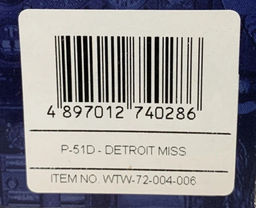 4 897012 740286
P-51D - DETROIT MISS
ITEM NO. WTW-72-004-006